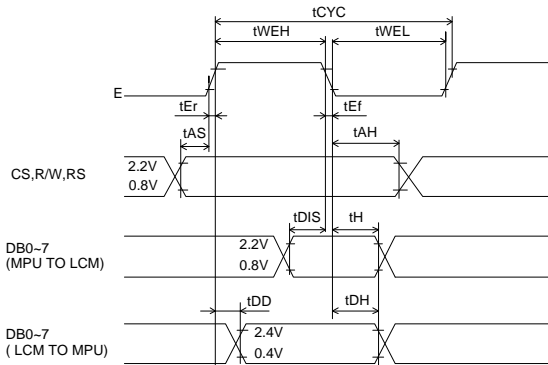 tCYC
tWEH tWEL
E
tEr tEf
tAS tAH
CS,R/W,RS
2.2V
0.8V
tDIS tH
DB0~7
(MPU TO LCM)
2.2V
0.8V
tDD tDH
DB0~7
( LCM TO MPU)
2.4V
0.4V